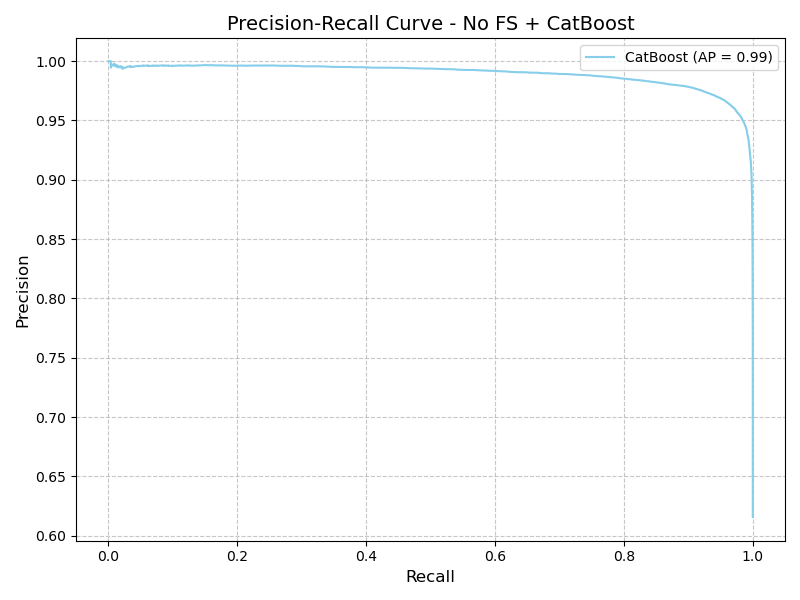 Precision-Recall Curve - No FS + CatBoost
CatBoost (AP = 0.99)
Precision
1.00
0.95
0.90
0.85
0.80
0.75
0.70
0.65
0.60
0.0 0.2 0.4 0.6 0.8 1.0
Recall